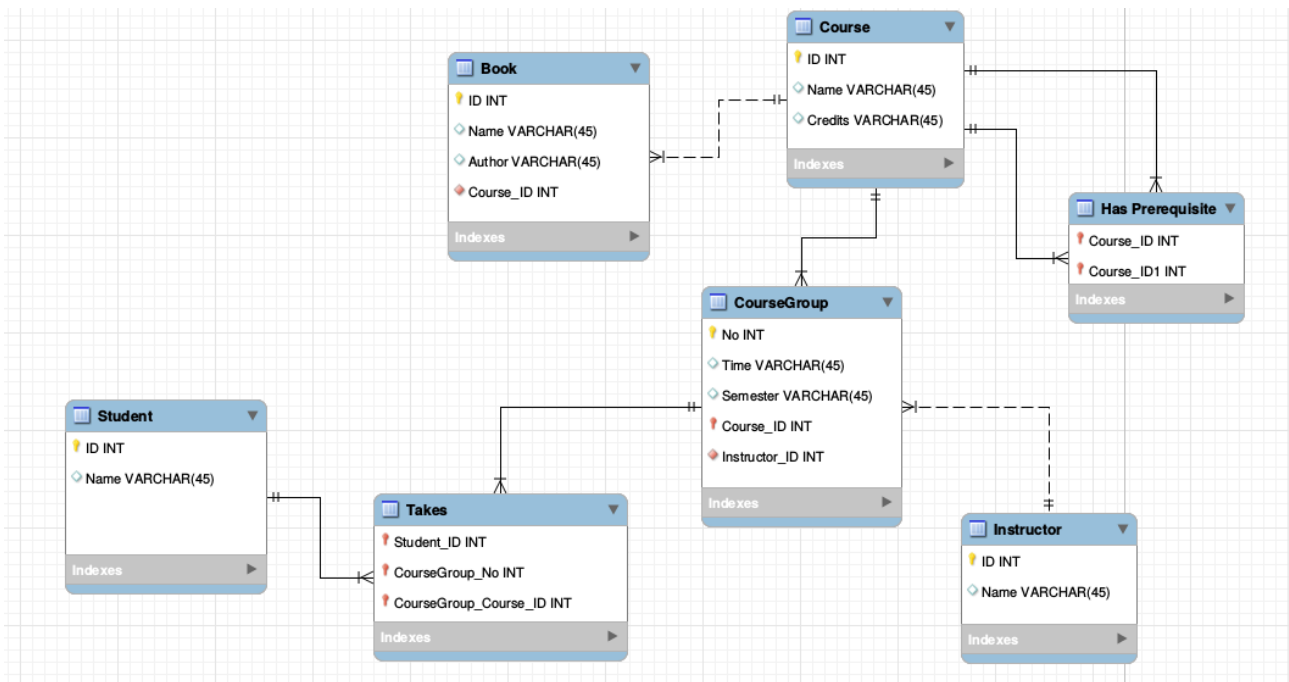 Course
ID INT
Name VARCHAR(45)
Credits VARCHAR(45)
Indexes
Book
ID INT
Name VARCHAR(45)
Author VARCHAR(45)
Course_ID INT
Indexes
Has Prerequisite
Course_ID INT
Course_ID1 INT
Indexes
CourseGroup
No INT
Time VARCHAR(45)
Semester VARCHAR(45)
Course_ID INT
Instructor_ID INT
Indexes
Student
ID INT
Name VARCHAR(45)
Indexes
Takes
Student_ID INT
CourseGroup_No INT
CourseGroup_Course_ID INT
Indexes
Instructor
ID INT
Name VARCHAR(45)
Indexes